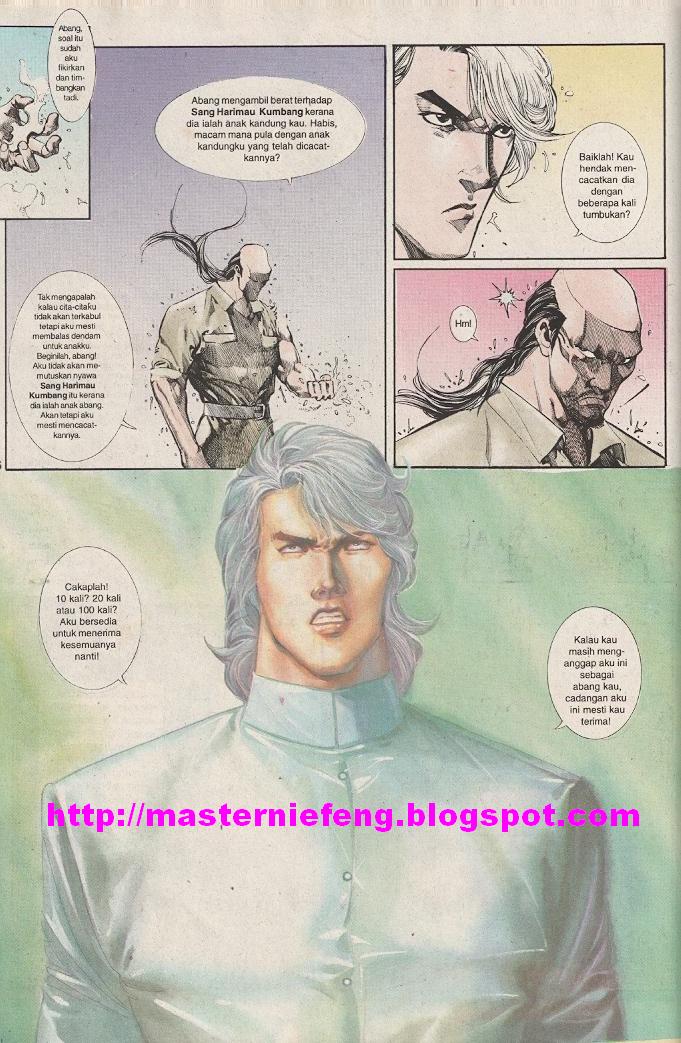 Abang,
soal itu
sudah
aku
fikirkan
dan tim-
bangkan
tadi.
Abang mengambil berat terhadap
Sang Harimau Kumbang kerana
dia ialah anak kandung kau. Habis,
macam mana pula dengan anak
kandungku yang telah dicacat-
kannya?
Tak mengapalah
kalau cita-citaku
tidak akan terkabul
tetapi aku mesti
membalas dendam
untuk anakku.
Beginilah, abang!
Aku tidak akan me-
mutuskan nyawa
Sang Harimau
Kumbang itu kerana
dia ialah anak abang.
Akan tetapi aku
mesti mencacat-
kannya.
Baiklah! Kau
hendak men-
cacatkan dia
dengan
beberapa kali
tumbukan?
Hm!
Cakaplah!
10 kali? 20 kali
atau 100 kali?
Aku bersedia
untuk menerima
kesemuanya
nanti!
Kalau kau
masih meng-
anggap aku ini
sebagai
abang kau,
cadangan aku
ini mesti kau
terima!
http://masterniefeng.blogspot.com